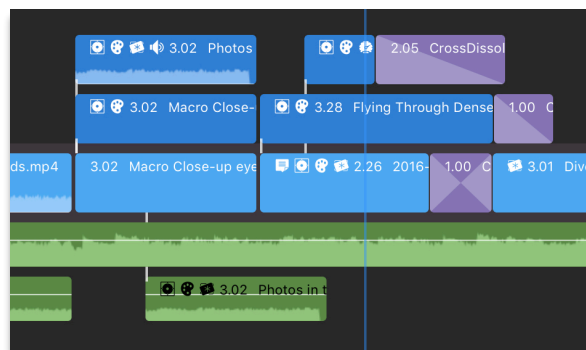 3.02 Photos
2.05 CrossDissol
3.02 Macro Close-
3.28 Flying Through Dense
1.00 C
ds.mp4
3.02 Macro Close-up eye
2.26 2016-
1.00 C
3.01 Dive
3.02 Photos in t